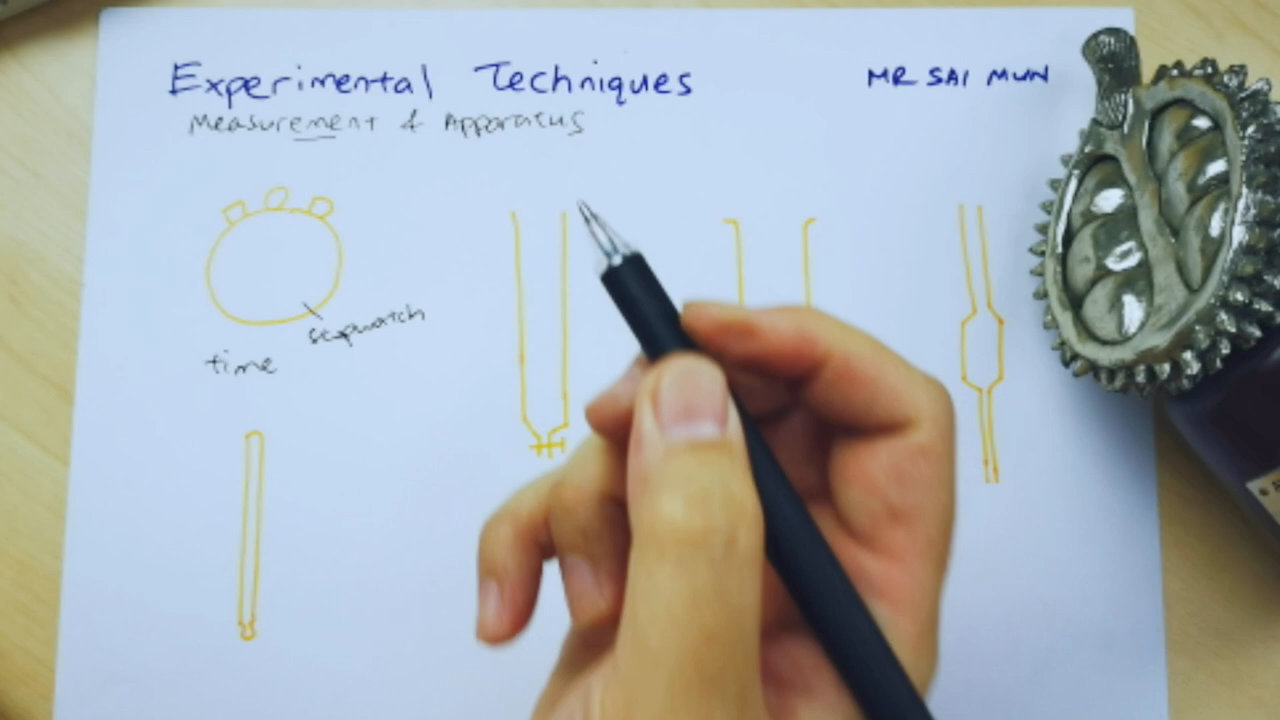 Experimental Techniques
MR SAI MUN
Measurement & Apparatus
stopwatch
time